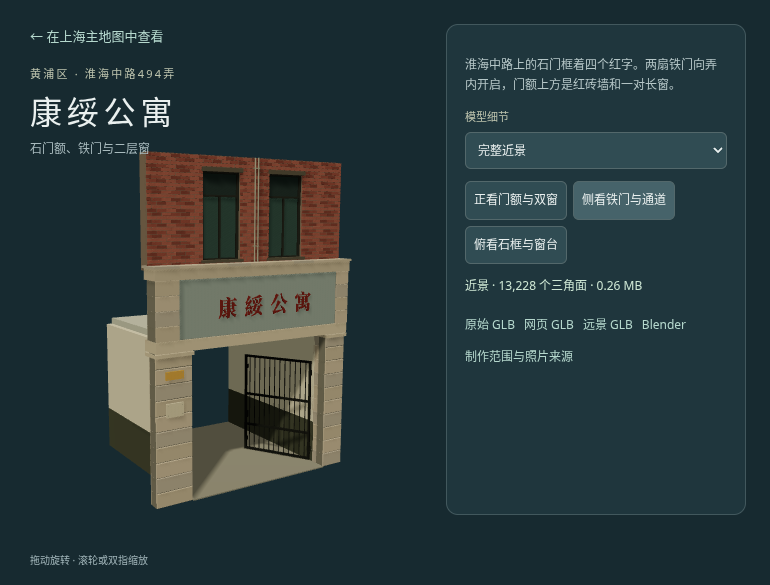 ← 在上海主地图中查看
黄浦区 · 淮海中路494弄
康绥公寓
石门额、铁门与二层窗
康綏公寓
拖动旋转 · 滚轮或双指缩放
淮海中路上的石门框着四个红字。两扇铁门向弄
内开启，门额上方是红砖墙和一对长窗。
模型细节
完整近景
正看门额与双窗
侧看铁门与通道
俯看石框与窗台
近景 · 13,228 个三角面 · 0.26 MB
原始 GLB 网页 GLB 远景 GLB Blender
制作范围与照片来源